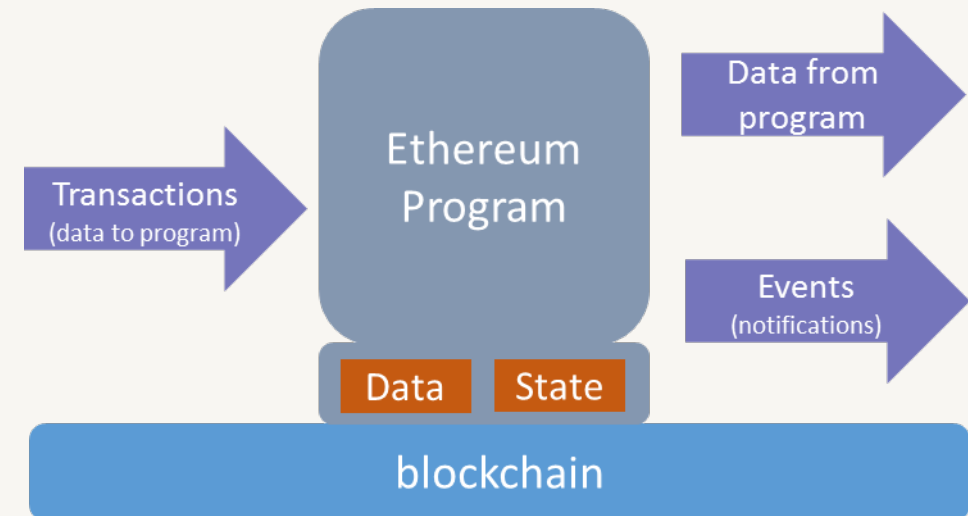 Transactions
(data to program)
Ethereum
Program
Data from
program
Events
(notifications)
Data
State
blockchain